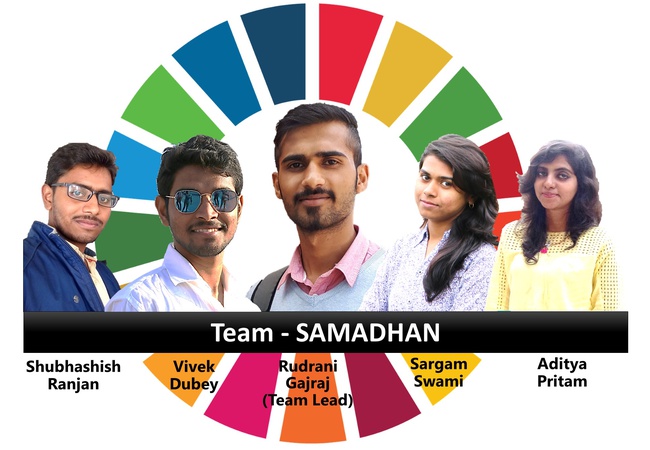 Team - SAMADHAN
Shubhashish
Ranjan
Vivek
Dubey
Rudrani
Gajraj
(Team Lead)
Sargam
Swami
Aditya
Pritam